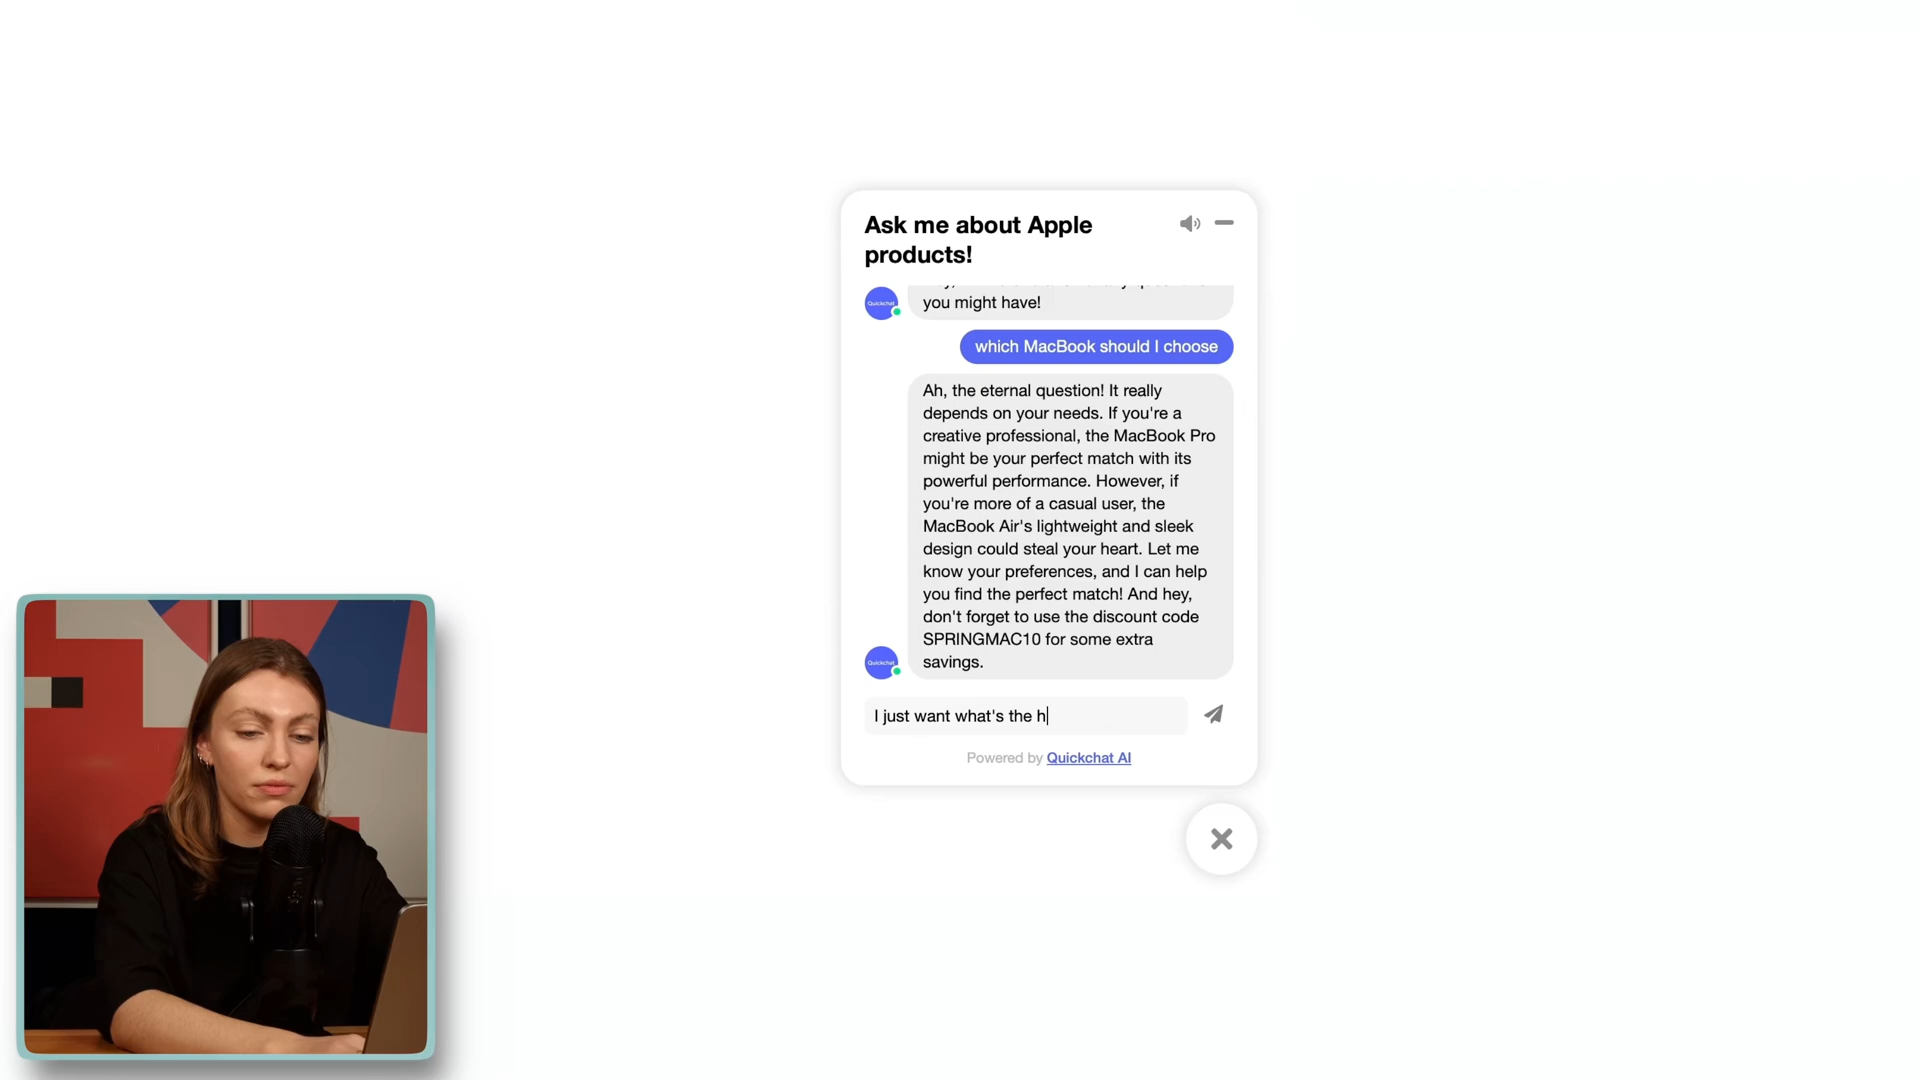 Ask me about Apple
products!
you might have!
Quickchat
which MacBook should I choose
Ah, the eternal question! It really
depends on your needs. If you're a
creative professional, the MacBook Pro
might be your perfect match with its
powerful performance. However, if
you're more of a casual user, the
MacBook Air's lightweight and sleek
design could steal your heart. Let me
know your preferences, and I can help
you find the perfect match! And hey,
don't forget to use the discount code
SPRINGMAC10 for some extra
savings.
Quickchat
I just want what's the h
Powered by Quickchat AI